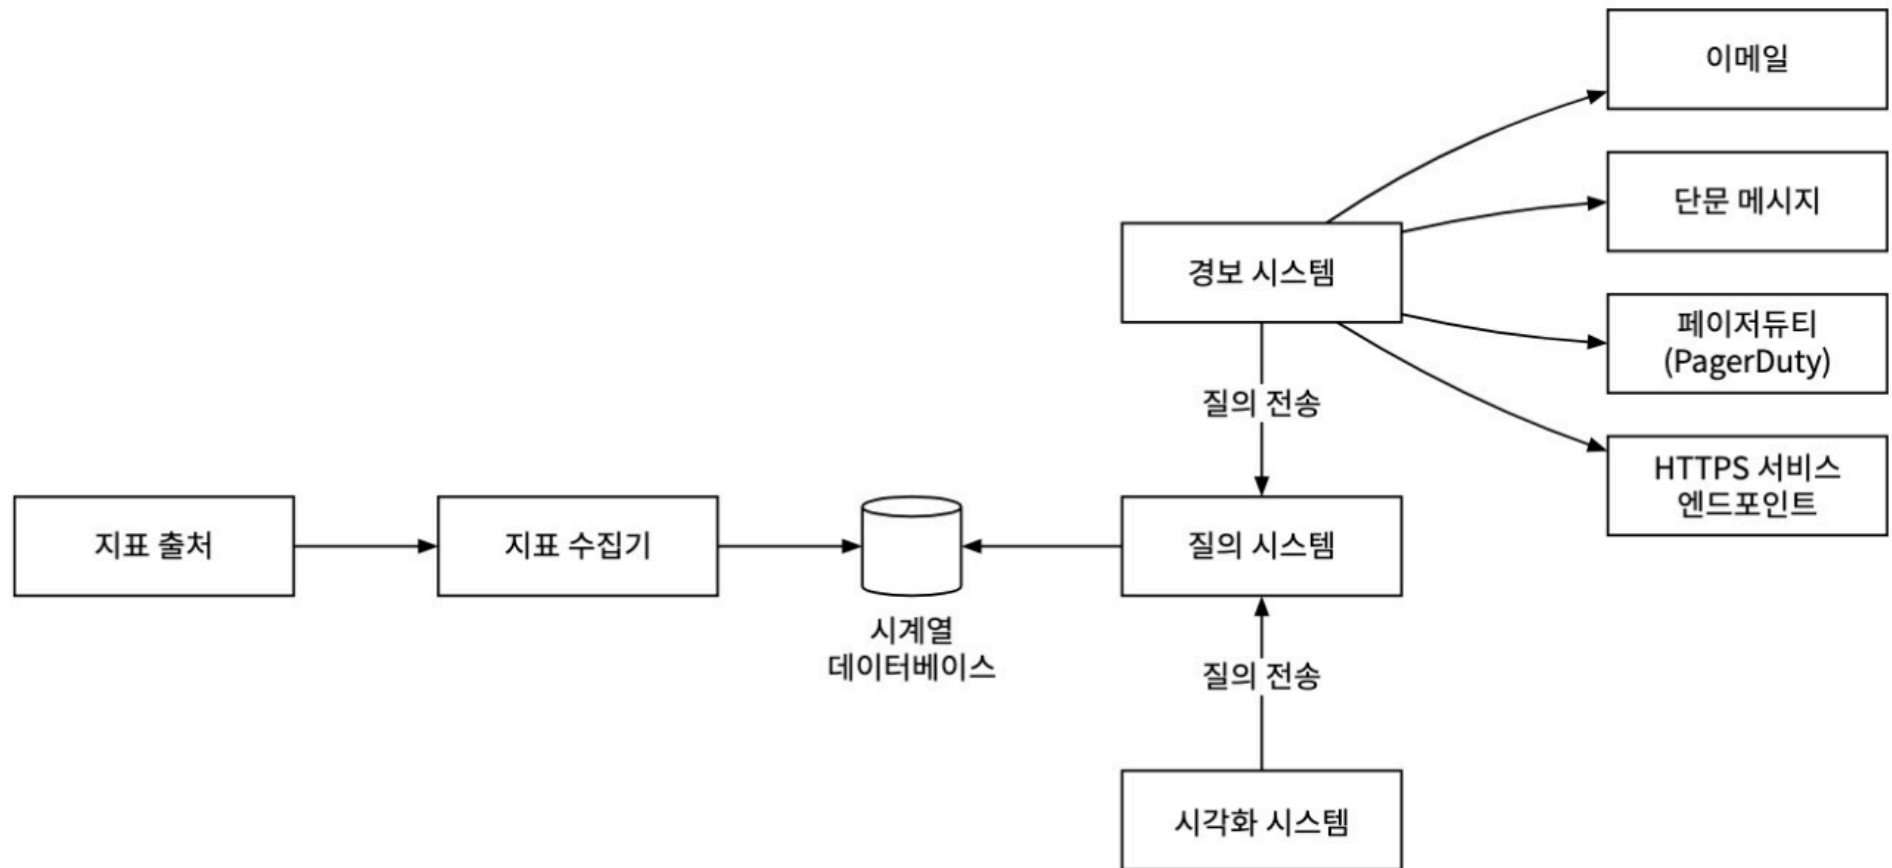 이메일
단문 메시지
경보 시스템
페이저듀티
(PagerDuty)
질의 전송
HTTPS 서비스
엔드포인트
지표 출처
지표 수집기
질의 시스템
시계열
데이터베이스
질의 전송
시각화 시스템